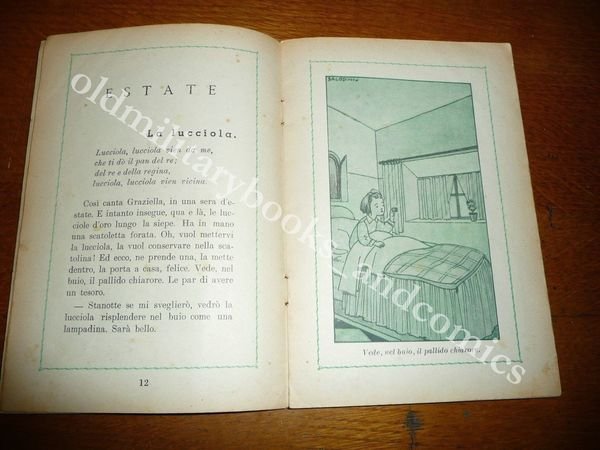 ESTATE
La lucciola.
Lucciola, lucciola vien da me,
che ti dò il pan del re;
del re e della regina,
lucciola, lucciola vien vicina.
Così canta Graziella, in una sera d'e-
state. E intanto insegue, qua e là, le luc-
ciole d'oro lungo la siepe. Ha in mano
una scatoletta forata. Oh, vuol mettervi
la lucciola, la vuol conservare nella sca-
tolina! Ed ecco, ne prende una, la mette
dentro, la porta a casa, felice. Vede, nel
buio, il pallido chiarore. Le par di avere
un tesoro.
— Stanotte se mi sveglierò, vedrò la
lucciola risplendere nel buio come una
lampadina. Sarà bello.
12
Vede, nel buio, il pallido chiarore.
oldmilitarybooks_andcomics